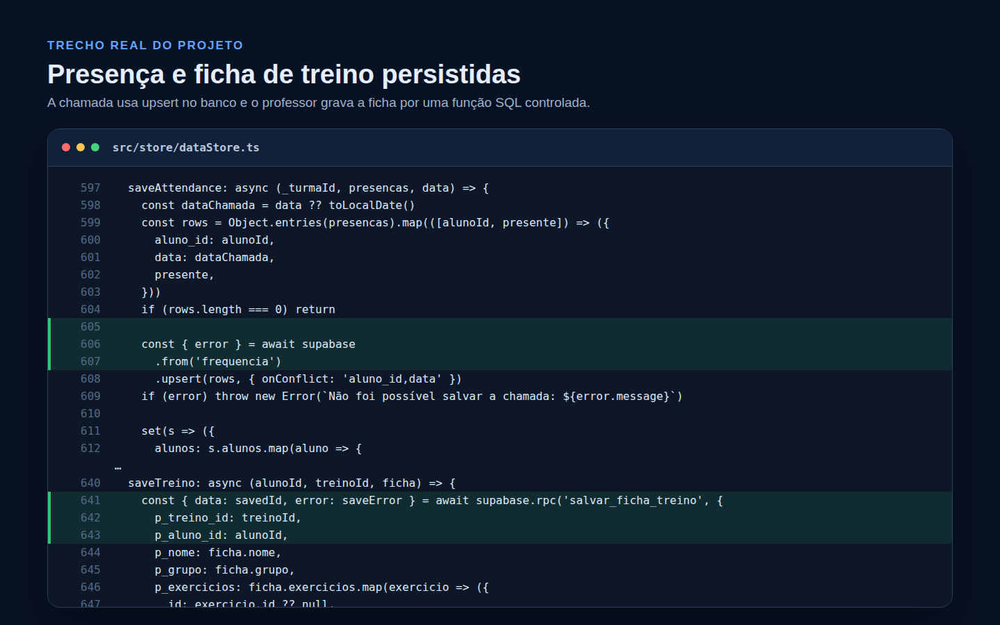 TRECHO REAL DO PROJETO
Presença e ficha de treino persistidas
A chamada usa upsert no banco e o professor grava a ficha por uma função SQL controlada.
src/store/dataStore.ts
597 saveAttendance: async (_turmaId, presencas, data) => {
598 const dataChamada = data ?? toLocalDate()
599 const rows = Object.entries(presencas).map(([alunoId, presente]) => ({
600 aluno_id: alunoId,
601 data: dataChamada,
602 presente,
603 }))
604 if (rows.length === 0) return
605
606 const { error } = await supabase
607 .from('frequencia')
608 .upsert(rows, { onConflict: 'aluno_id,data' })
609 if (error) throw new Error(`Não foi possível salvar a chamada: ${error.message}`)
610
611 set(s => ({
612 alunos: s.alunos.map(aluno => {
…
640 saveTreino: async (alunoId, treinoId, ficha) => {
641 const { data: savedId, error: saveError } = await supabase.rpc('salvar_ficha_treino', {
642 p_treino_id: treinoId,
643 p_aluno_id: alunoId,
644 p_nome: ficha.nome,
645 p_grupo: ficha.grupo,
646 p_exercicios: ficha.exercicios.map(exercicio => ({
647 id: exercicio.id ?? null,